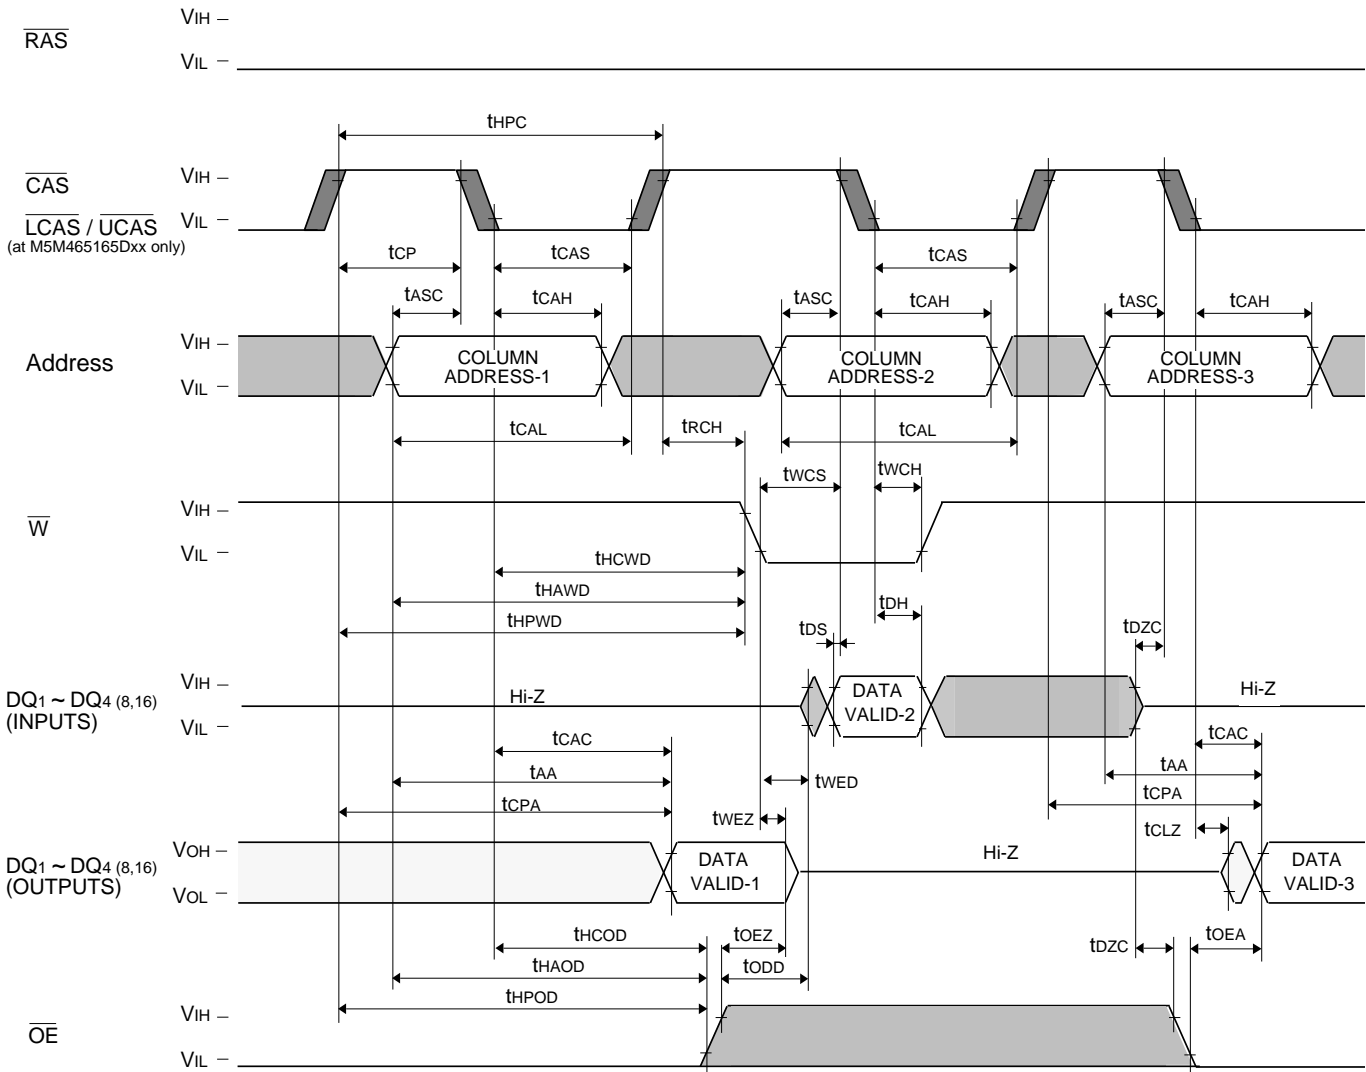 VIH
RAS
VIL
tHPC
CAS
VIH
LCAS / UCAS
VIL
(at M5M465165Dxx only)
tCP
tCAS
tCAS
tASC
tCAH
tASC
tCAH
tASC
tCAH
Address
VIH
VIL
COLUMN
ADDRESS-1
COLUMN
ADDRESS-2
COLUMN
ADDRESS-3
tCAL
tRCH
tCAL
tWCS
tWCH
W
VIH
VIL
tHCWD
tHAWD
tHPWD
tDH
tDS
tDZC
DQ1 ~ DQ4 (8,16)
(INPUTS)
VIH
VIL
Hi-Z
DATA
VALID-2
Hi-Z
tCAC
tCAC
tAA
tWED
tAA
tCPA
tCPA
tWEZ
tCLZ
DQ1 ~ DQ4 (8,16)
(OUTPUTS)
VOH
VOL
DATA
VALID-1
Hi-Z
DATA
VALID-3
tHCOD
tOEZ
tDZC
tOEA
tHAOD
tODD
tHPOD
OE
VIH
VIL